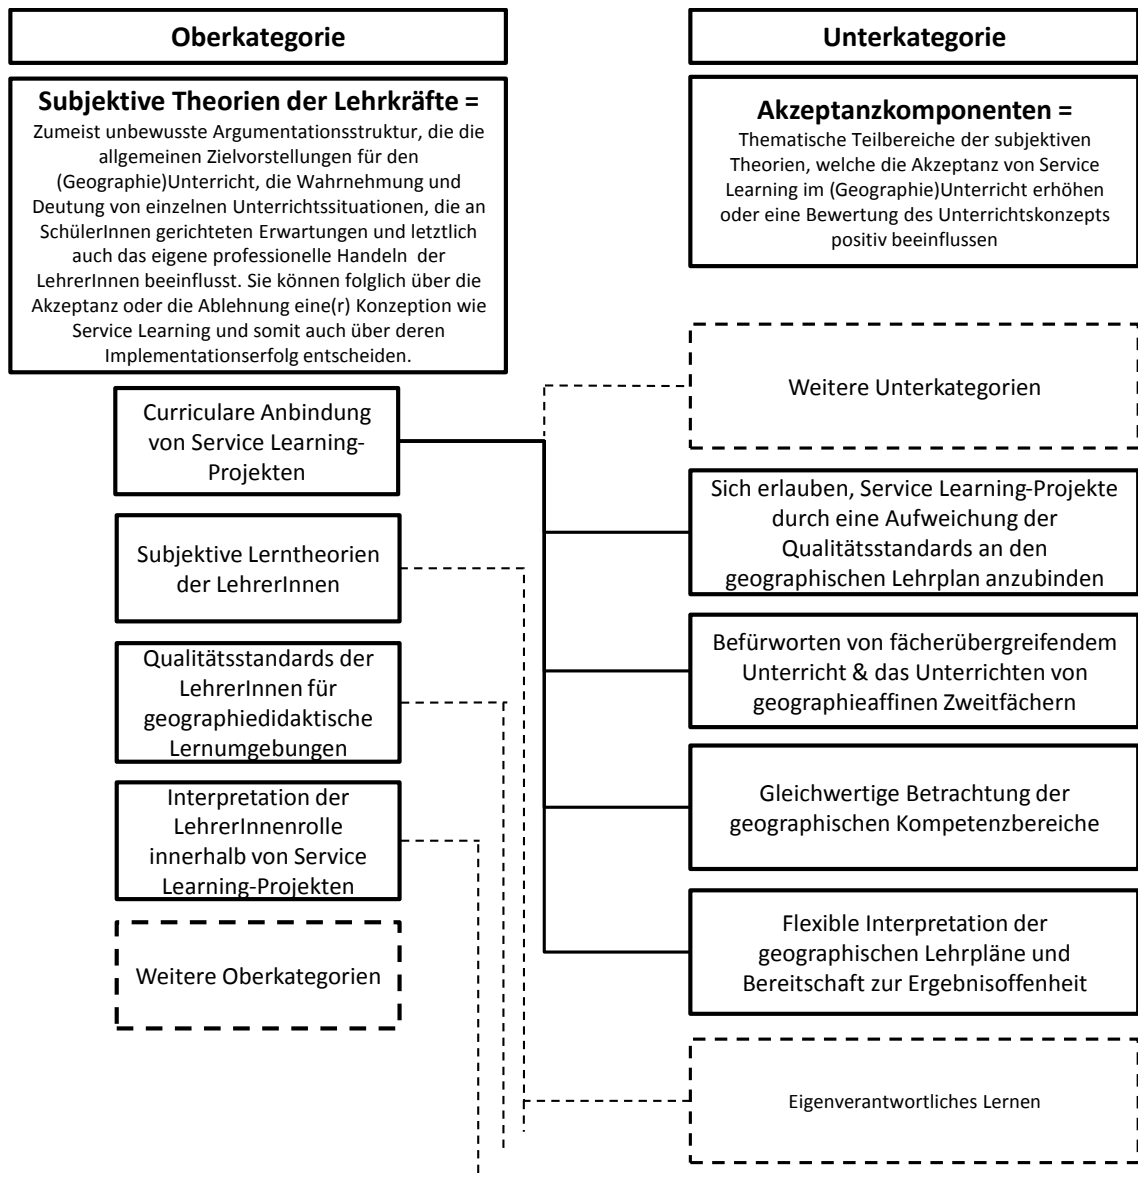 Oberkategorie
Subjektive Theorien der Lehrkräfte =
Zumeist unbewusste Argumentationsstruktur, die die
allgemeinen Zielvorstellungen für den
(Geographie)Unterricht, die Wahrnehmung und
Deutung von einzelnen Unterrichtssituationen, die an
SchülerInnen gerichteten Erwartungen und letztlich
auch das eigene professionelle Handeln der
LehrerInnen beeinflusst. Sie können folglich über die
Akzeptanz oder die Ablehnung eine(r) Konzeption wie
Service Learning und somit auch über deren
Implementationserfolg entscheiden.
Curriculare Anbindung
von Service Learning-
Projekten
Subjektive Lerntheorien
der LehrerInnen
Qualitätsstandards der
LehrerInnen für
geographiedidaktische
Lernumgebungen
Interpretation der
LehrerInnenrolle
innerhalb von Service
Learning-Projekten
Weitere Oberkategorien
Unterkategorie
Akzeptanzkomponenten =
Thematische Teilbereiche der subjektiven
Theorien, welche die Akzeptanz von Service
Learning im (Geographie)Unterricht erhöhen
oder eine Bewertung des Unterrichtskonzepts
positiv beeinflussen
Weitere Unterkategorien
Sich erlauben, Service Learning-Projekte
durch eine Aufweichung der
Qualitätsstandards an den
geographischen Lehrplan anzubinden
Befürworten von fächerübergreifendem
Unterricht & das Unterrichten von
geographieaffinen Zweitfächern
Gleichwertige Betrachtung der
geographischen Kompetenzbereiche
Flexible Interpretation der
geographischen Lehrpläne und
Bereitschaft zur Ergebnisoffenheit
Eigenverantwortliches Lernen